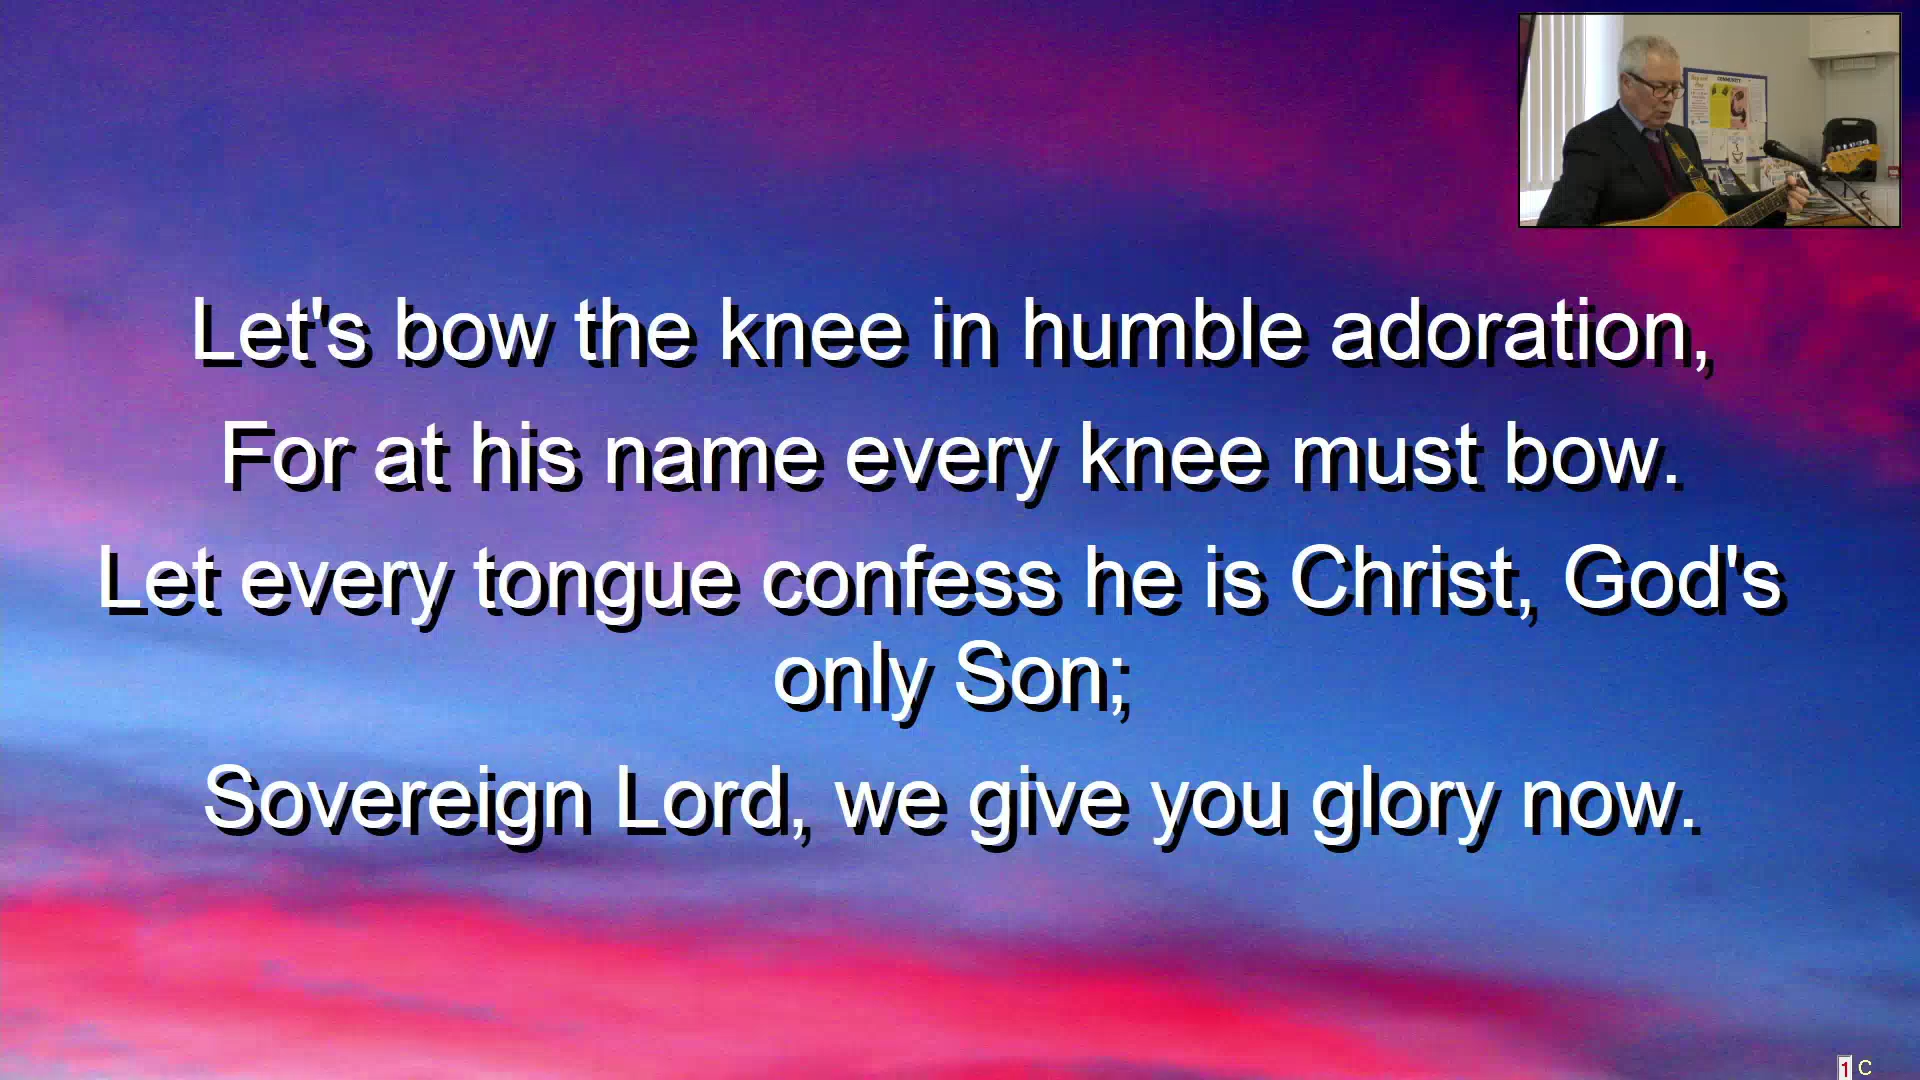 Let's bow the knee in humble adoration,
For at his name every knee must bow.
Let every tongue confess he is Christ, God's
only Son;
Sovereign Lord, we give you glory now.
1 C